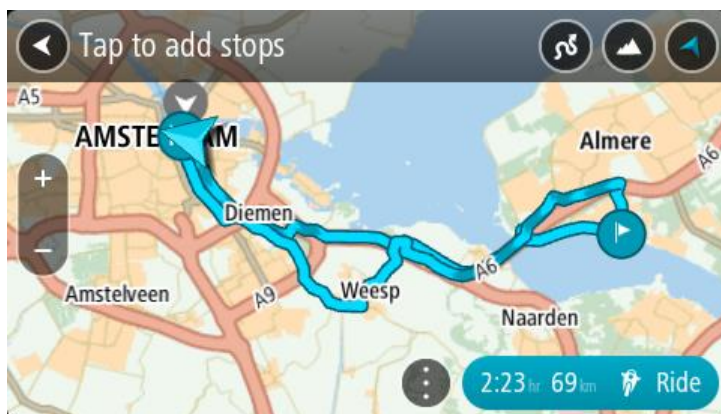 Tap to add stops
A5
AMSTE AM
Almere
A6
+
Diemen
−
A6
Amstelveen
A9
Weesp
Naarden
2:23 hr 69 km Ride